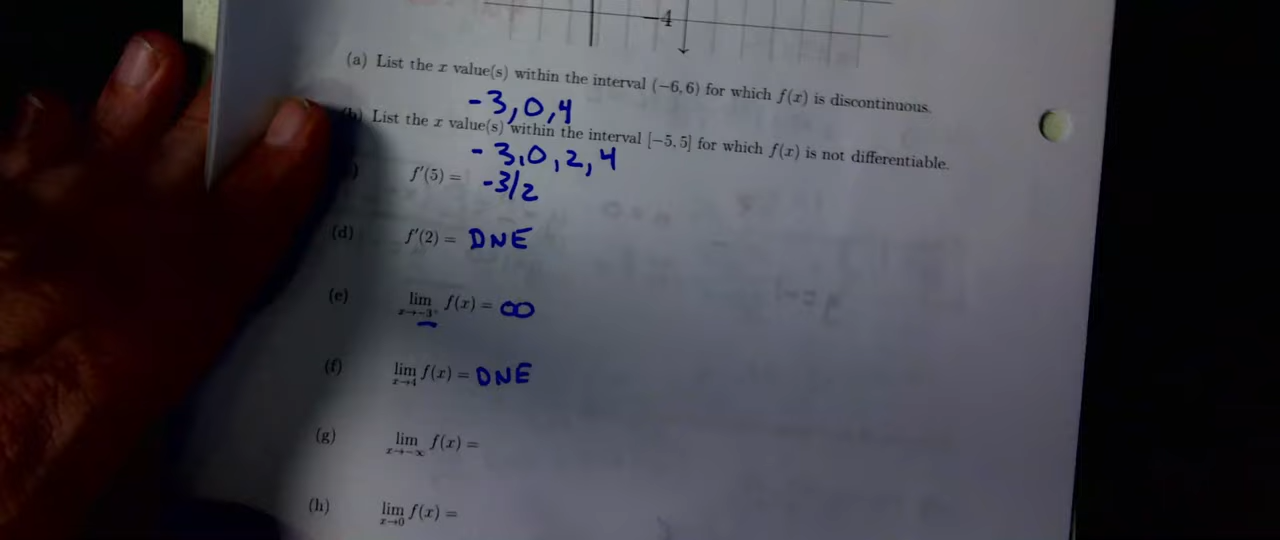 -4
(a) List the x value(s) within the interval (−6, 6) for which f(x) is discontinuous.
-3, 0, 4
List the x value(s) within the interval [−5, 5] for which f(x) is not differentiable.
-3, 0, 2, 4
f′(5) = -3/2
(d) f′(2) = DNE
(e) lim x→−3⁺ f(x) = ∞
(f) lim x→4 f(x) = DNE
(g) lim x→−∞ f(x) =
(h) lim x→0 f(x) =